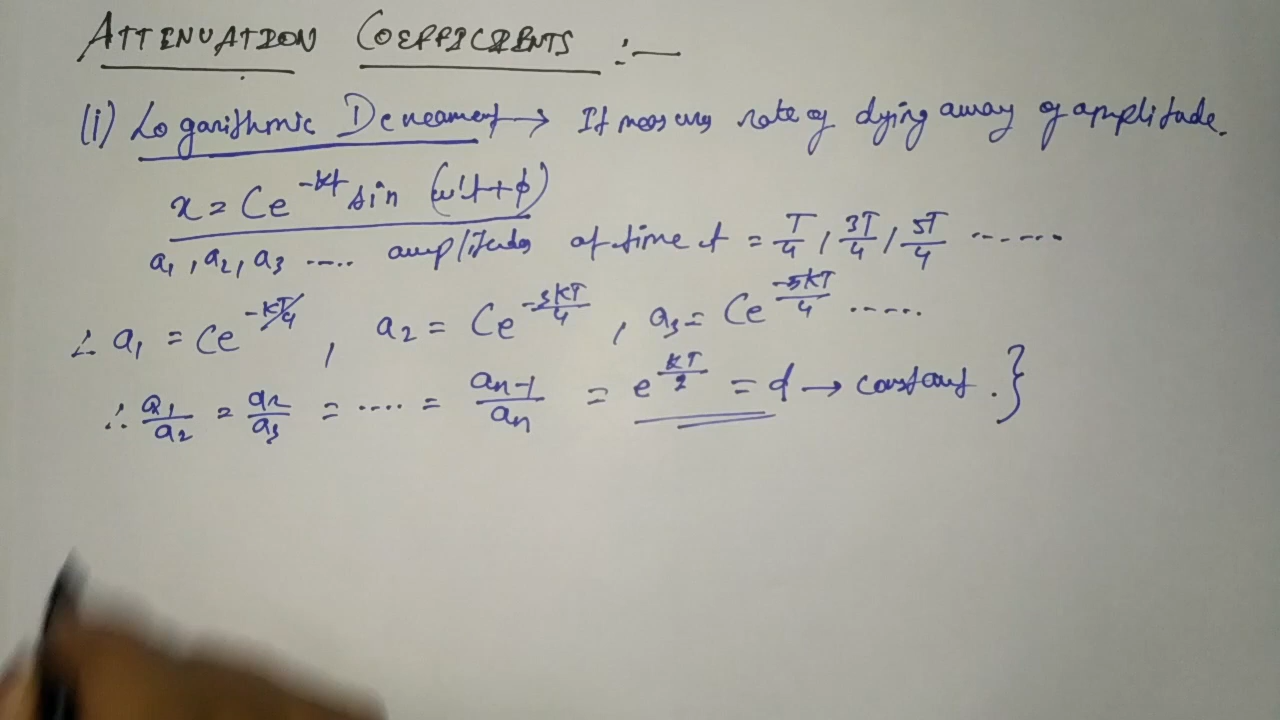 ATTENUATION COEFFICIENTS :—
(i) Logarithmic Decreament → It measures rate of dying away of amplitude.
x = Ce^{-kt} sin (ω't+φ)
a₁, a₂, a₃ ..... amplitudes at time t = T/4, 3T/4, 5T/4 .......
∴ a₁ = Ce^{-kT/4}, a₂ = Ce^{-3kT/4}, a₃ = Ce^{-5kT/4} .....
∴ a₁/a₂ = a₂/a₃ = .... = aₙ₋₁/aₙ = e^{kT/2} = d → constant. }